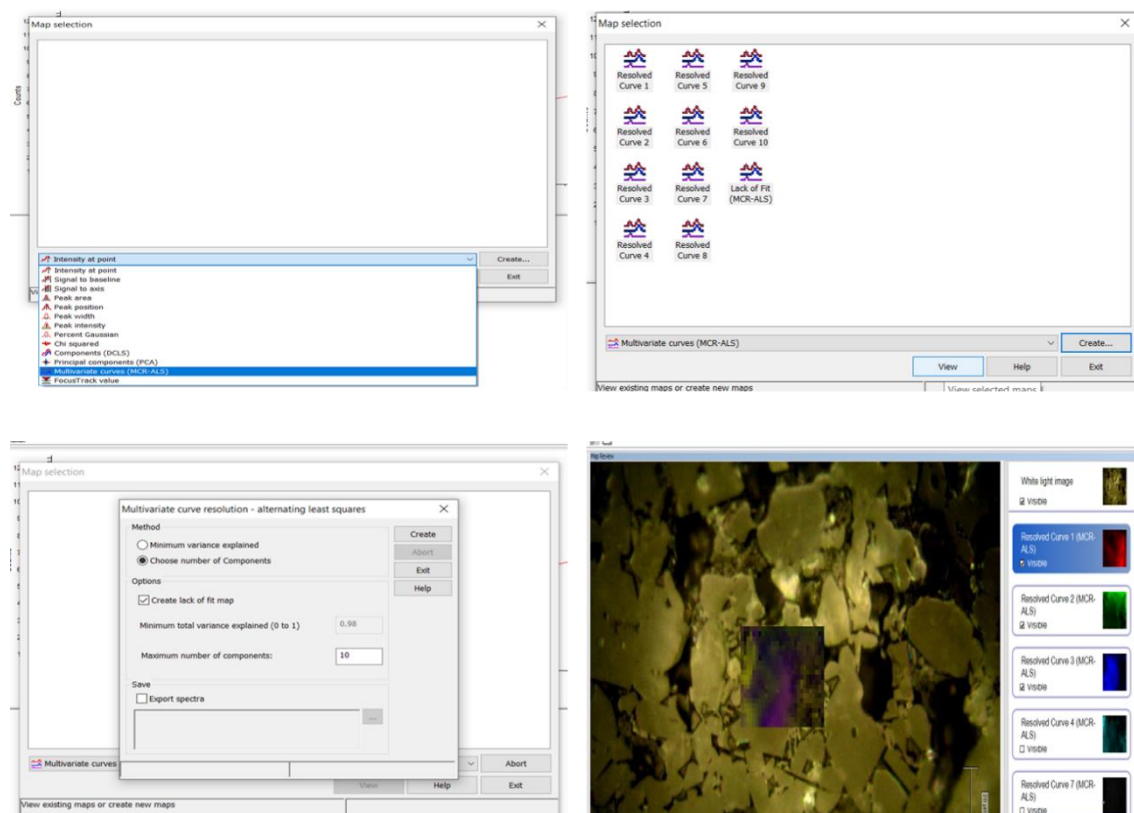 Map selection
Counts
Intensity at point
Create...
Exit
Intensity at point
Signal to baseline
Signal to axis
Peak area
Peak position
Peak width
Peak intensity
Percent Gaussian
Chi squared
Components (DCLS)
Principal components (PCA)
Multivariate curves (MCR-ALS)
FocusTrack value
Map selection
Resolved Curve 1
Resolved Curve 5
Resolved Curve 9
Resolved Curve 2
Resolved Curve 6
Resolved Curve 10
Resolved Curve 3
Resolved Curve 7
Lack of Fit (MCR-ALS)
Resolved Curve 4
Resolved Curve 8
Multivariate curves (MCR-ALS)
Create...
View
Help
Exit
View existing maps or create new maps
View selected maps
Map selection
Multivariate curve resolution - alternating least squares
Method
Minimum variance explained
Choose number of Components
Options
Create lack of fit map
Minimum total variance explained (0 to 1)
0.98
Maximum number of components:
10
Save
Export spectra
...
Create
Abort
Exit
Help
Multivariate curves
Abort
View
Help
Exit
View existing maps or create new maps
White light image
Visible
Resolved Curve 1 (MCR-
ALS)
Visible
Resolved Curve 2 (MCR-
ALS)
Visible
Resolved Curve 3 (MCR-
ALS)
Visible
Resolved Curve 4 (MCR-
ALS)
Visible
Resolved Curve 7 (MCR-
ALS)
Visible